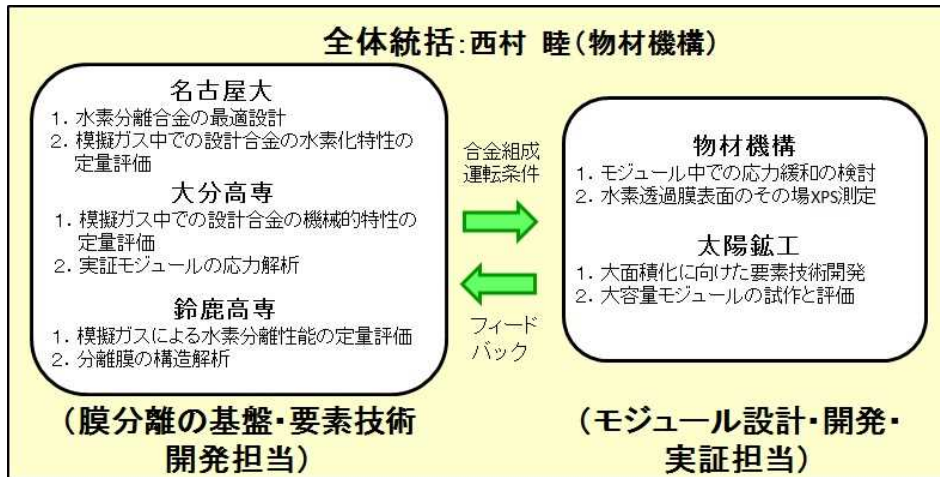 全体統括:西村 睦(物材機構)
名古屋大
1. 水素分離合金の最適設計
2. 模擬ガス中での設計合金の水素化特性の
定量評価
大分高専
1. 模擬ガス中での設計合金の機械的特性の
定量評価
2. 実証モジュールの応力解析
鈴鹿高専
1. 模擬ガスによる水素分離性能の定量評価
2. 分離膜の構造解析
(膜分離の基盤・要素技術
開発担当)
合金組成
運転条件
フィード
バック
物材機構
1. モジュール中での応力緩和の検討
2. 水素透過膜表面のその場XPS測定
太陽鉱工
1. 大面積化に向けた要素技術開発
2. 大容量モジュールの試作と評価
(モジュール設計・開発・
実証担当)